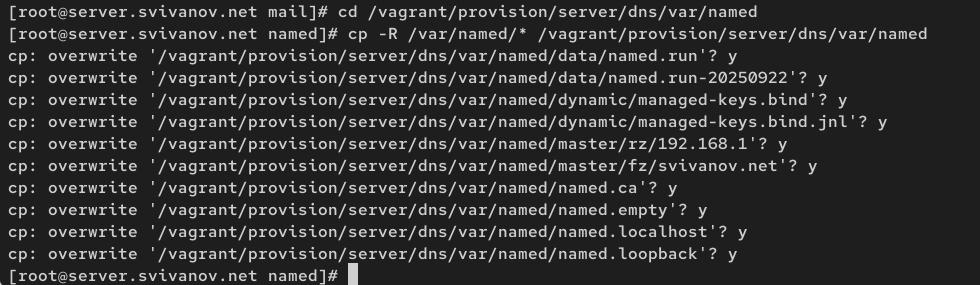 [root@server.svivanov.net mail]# cd /vagrant/provision/server/dns/var/named
[root@server.svivanov.net named]# cp -R /var/named/* /vagrant/provision/server/dns/var/named
cp: overwrite '/vagrant/provision/server/dns/var/named/data/named.run'? y
cp: overwrite '/vagrant/provision/server/dns/var/named/data/named.run-20250922'? y
cp: overwrite '/vagrant/provision/server/dns/var/named/dynamic/managed-keys.bind'? y
cp: overwrite '/vagrant/provision/server/dns/var/named/dynamic/managed-keys.bind.jnl'? y
cp: overwrite '/vagrant/provision/server/dns/var/named/master/rz/192.168.1'? y
cp: overwrite '/vagrant/provision/server/dns/var/named/master/fz/svivanov.net'? y
cp: overwrite '/vagrant/provision/server/dns/var/named/named.ca'? y
cp: overwrite '/vagrant/provision/server/dns/var/named/named.empty'? y
cp: overwrite '/vagrant/provision/server/dns/var/named/named.localhost'? y
cp: overwrite '/vagrant/provision/server/dns/var/named/named.loopback'? y
[root@server.svivanov.net named]#